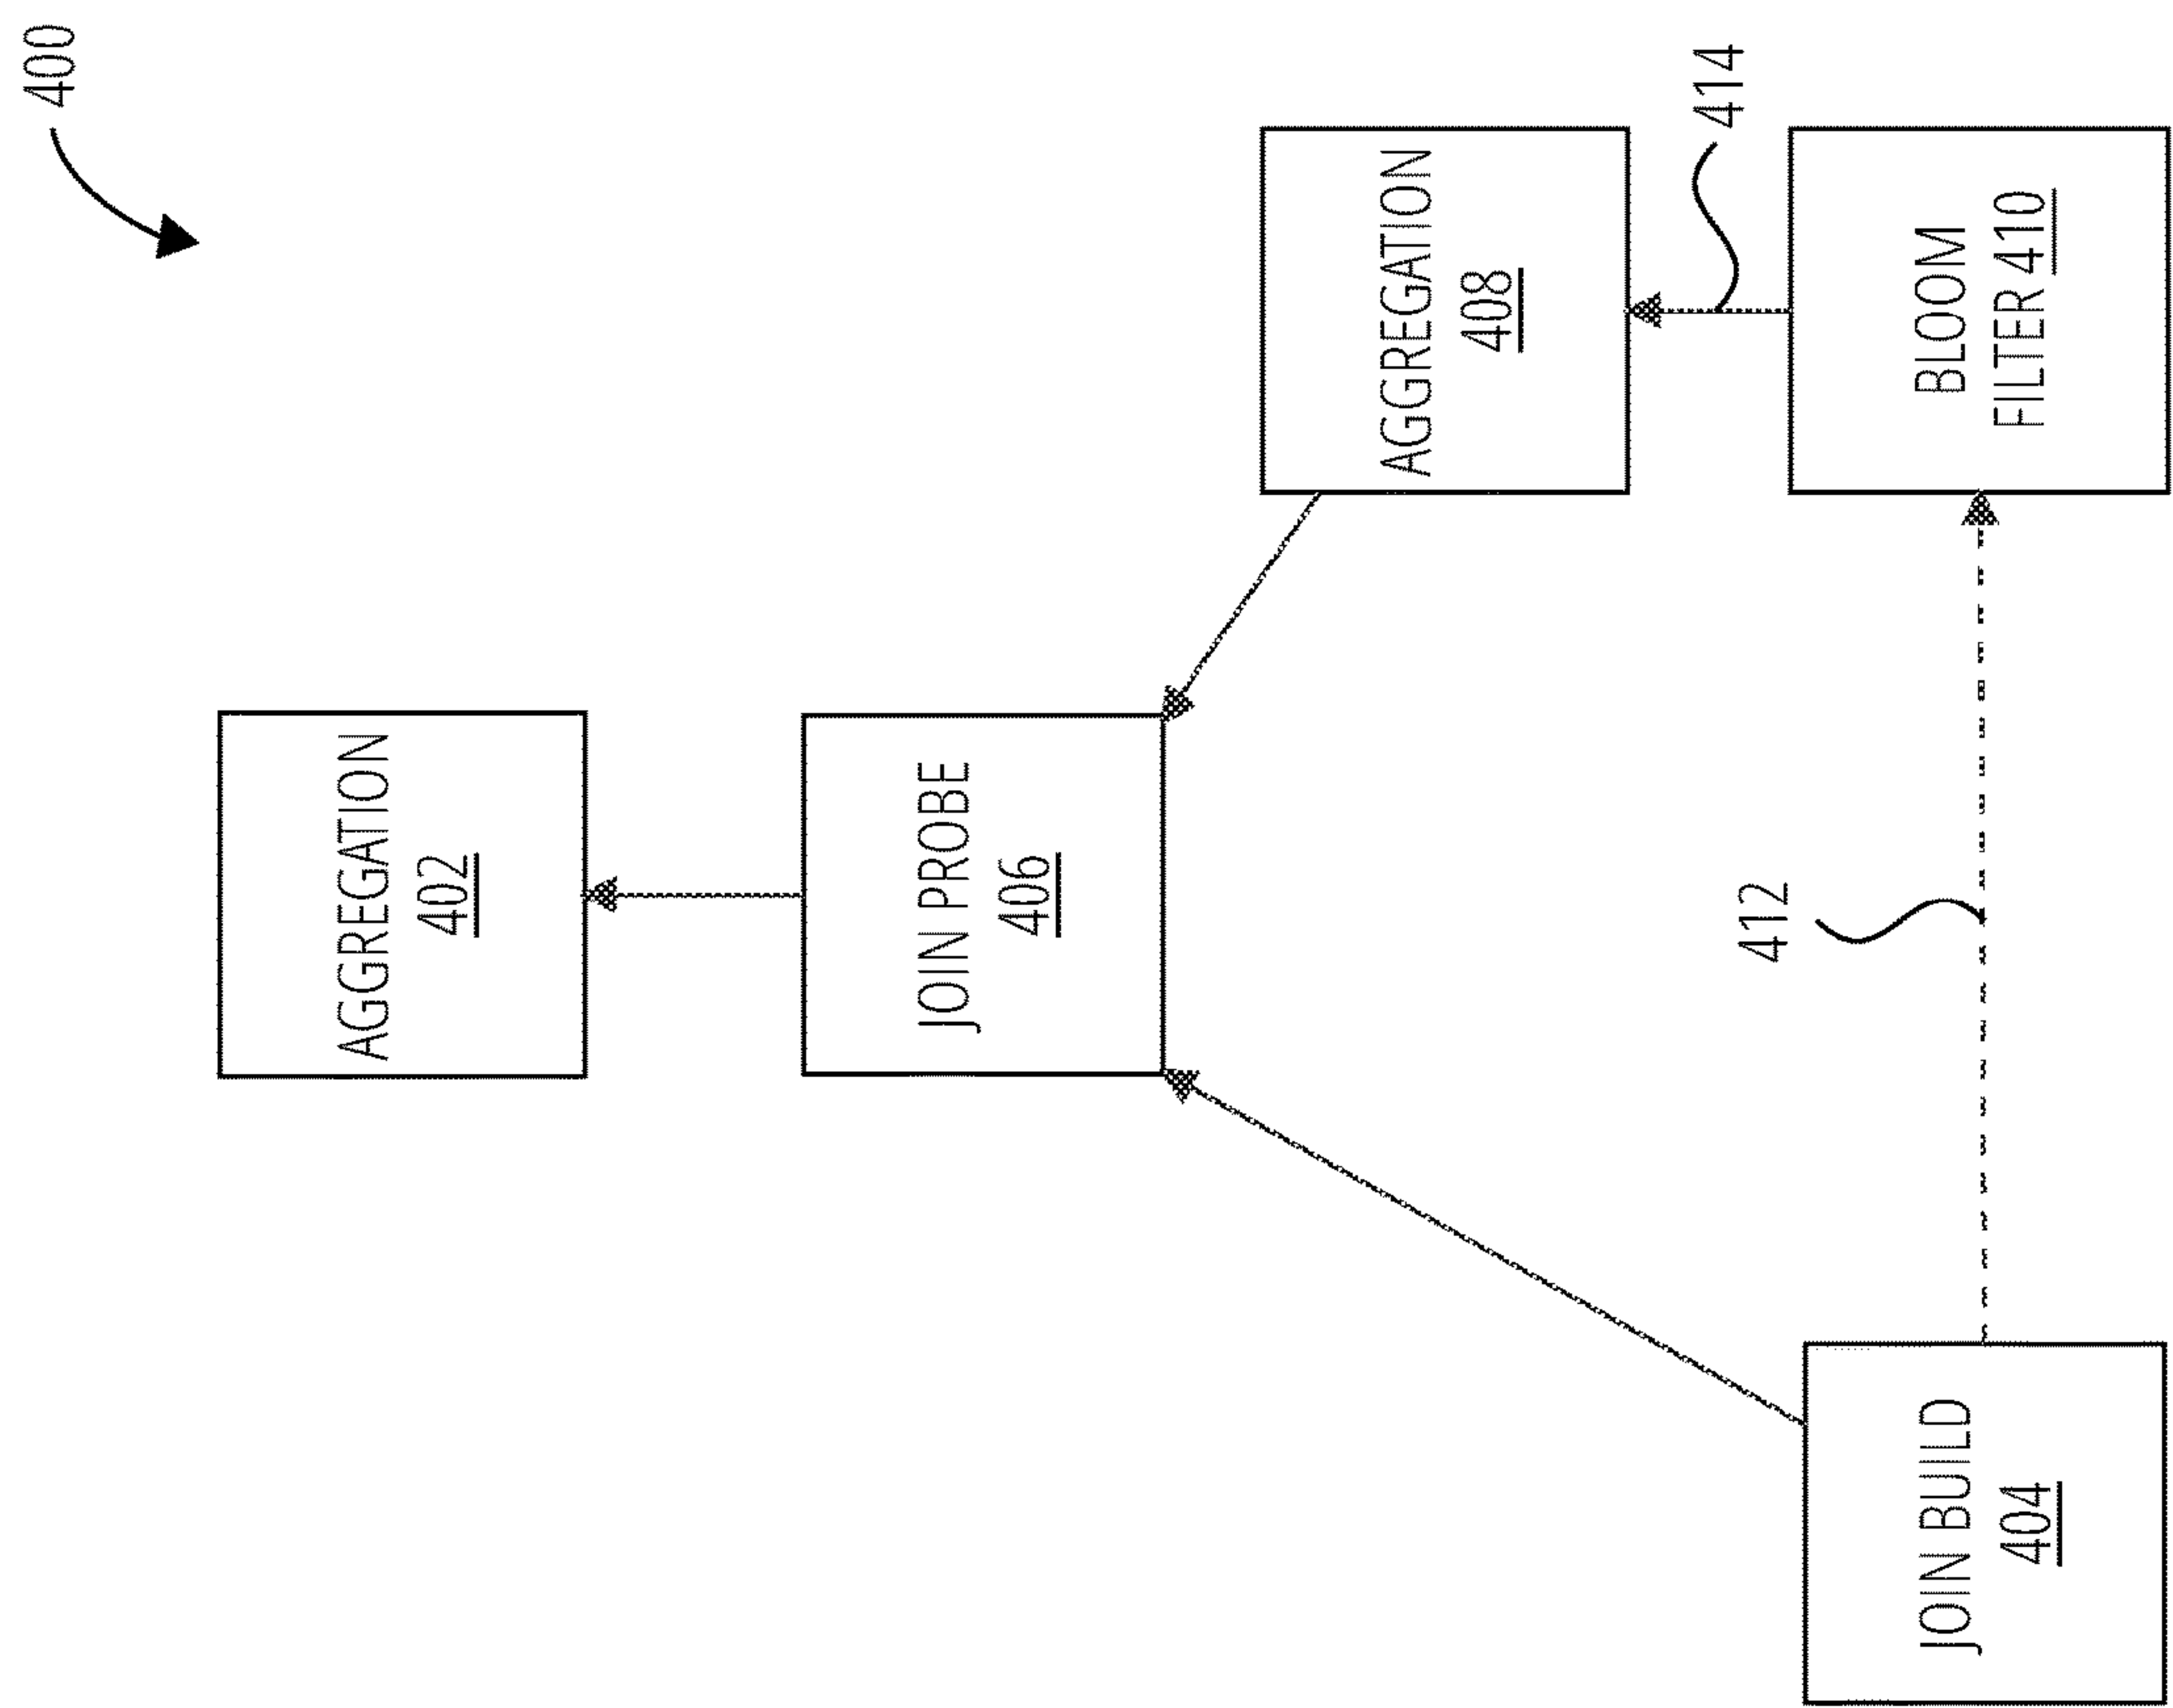 400
AGGREGATION
402
JOIN PROBE
406
AGGREGATION
408
414
BLOOM
FILTER 410
412
JOIN BUILD
404